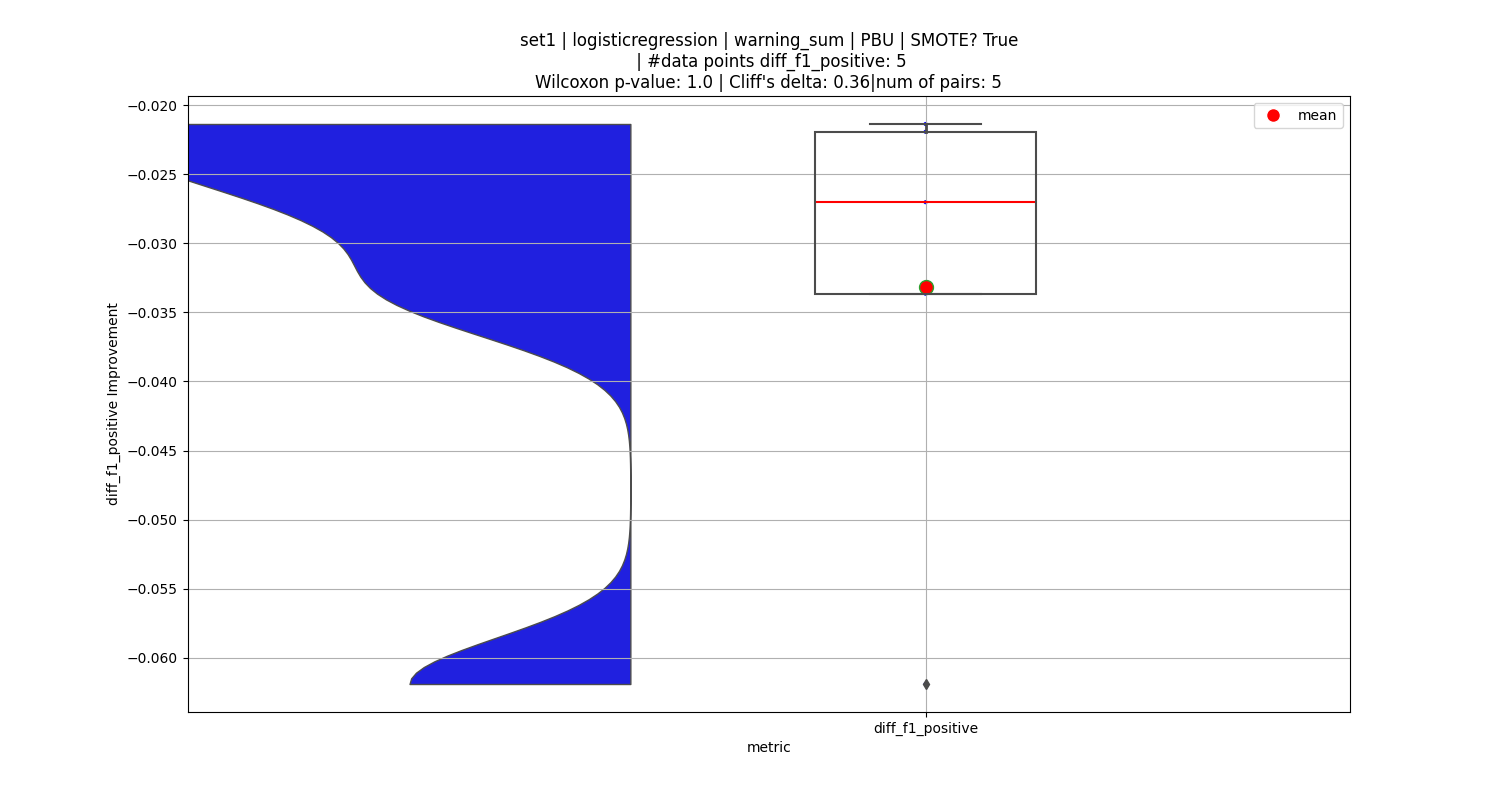 set1 | logisticregression | warning_sum | PBU | SMOTE? True
| #data points diff_f1_positive: 5
Wilcoxon p-value: 1.0 | Cliff's delta: 0.36|num of pairs: 5
mean
−0.020
−0.025
−0.030
−0.035
−0.040
−0.045
−0.050
−0.055
−0.060
diff_f1_positive Improvement
diff_f1_positive
metric